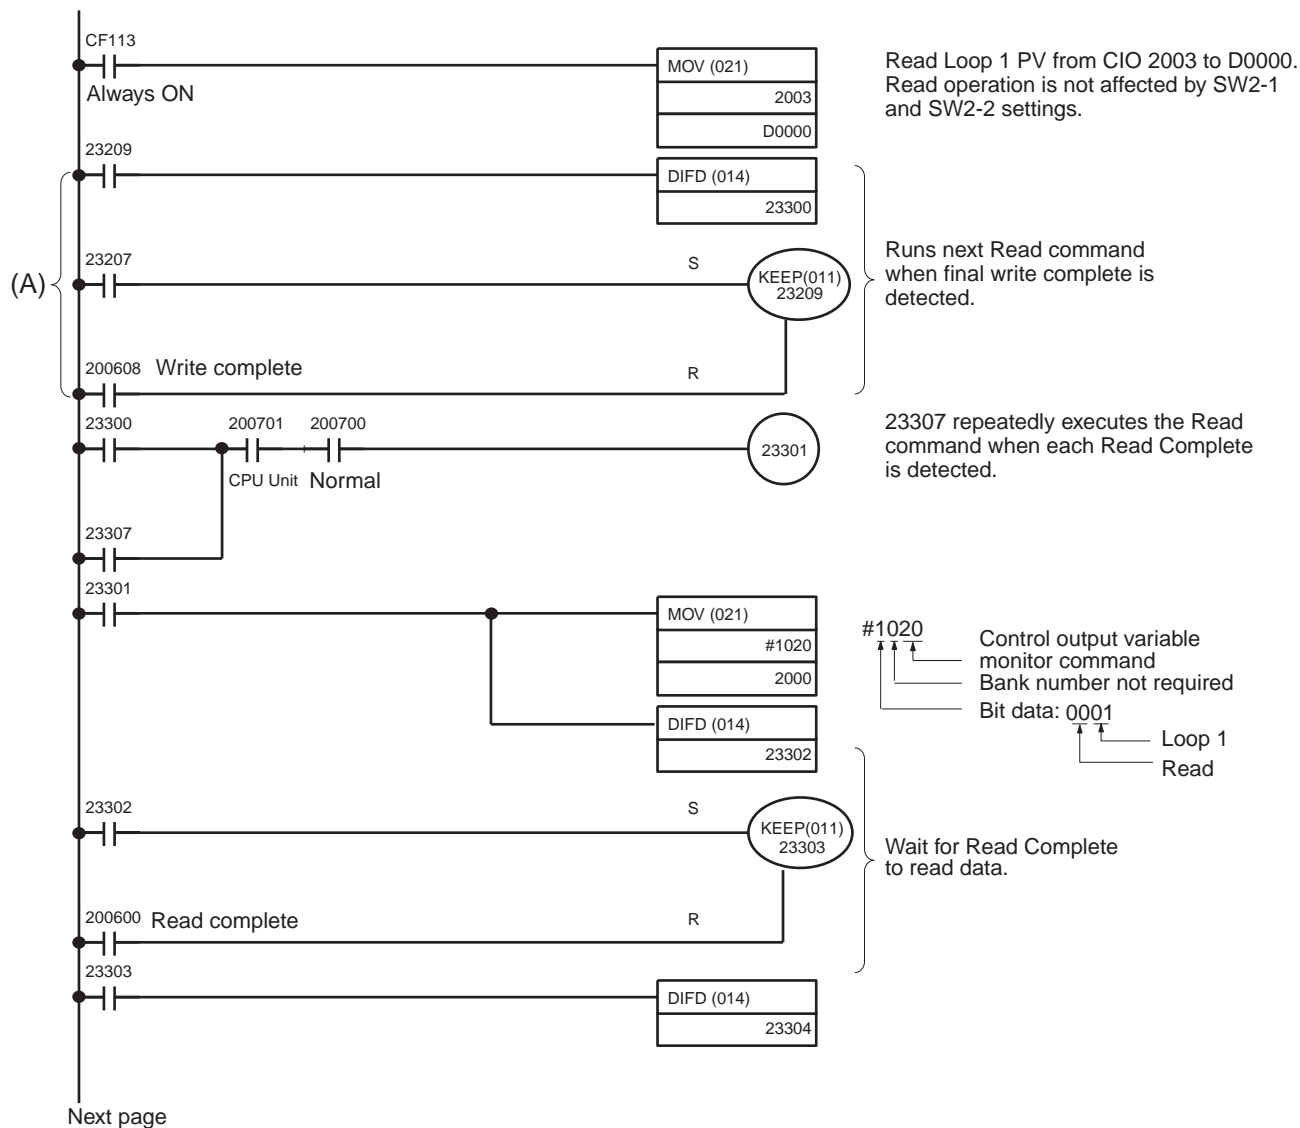 CF113
Always ON
MOV (021)
2003
D0000
Read Loop 1 PV from CIO 2003 to D0000.
Read operation is not affected by SW2-1
and SW2-2 settings.
23209
DIFD (014)
23300
(A)
23207
S
KEEP(011)
23209
Runs next Read command
when final write complete is
detected.
200608
Write complete
R
23300
200701
200700
CPU Unit
Normal
23301
23307 repeatedly executes the Read
command when each Read Complete
is detected.
23307
23301
MOV (021)
#1020
2000
#1020
Control output variable
monitor command
Bank number not required
Bit data: 0001
Loop 1
Read
DIFD (014)
23302
23302
S
KEEP(011)
23303
Wait for Read Complete
to read data.
200600
Read complete
R
23303
DIFD (014)
23304
Next page